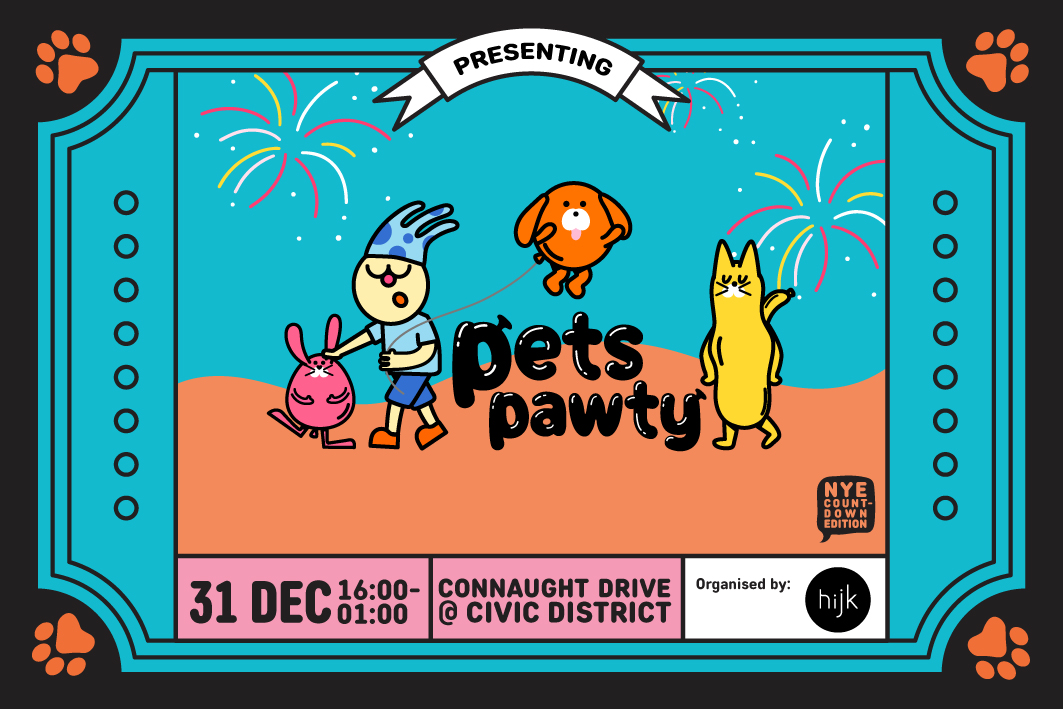 PRESENTING
pets
pawty
NYE
COUNT-
DOWN
EDITION
31 DEC 16:00-
01:00
CONNAUGHT DRIVE
@ CIVIC DISTRICT
Organised by:
hijk